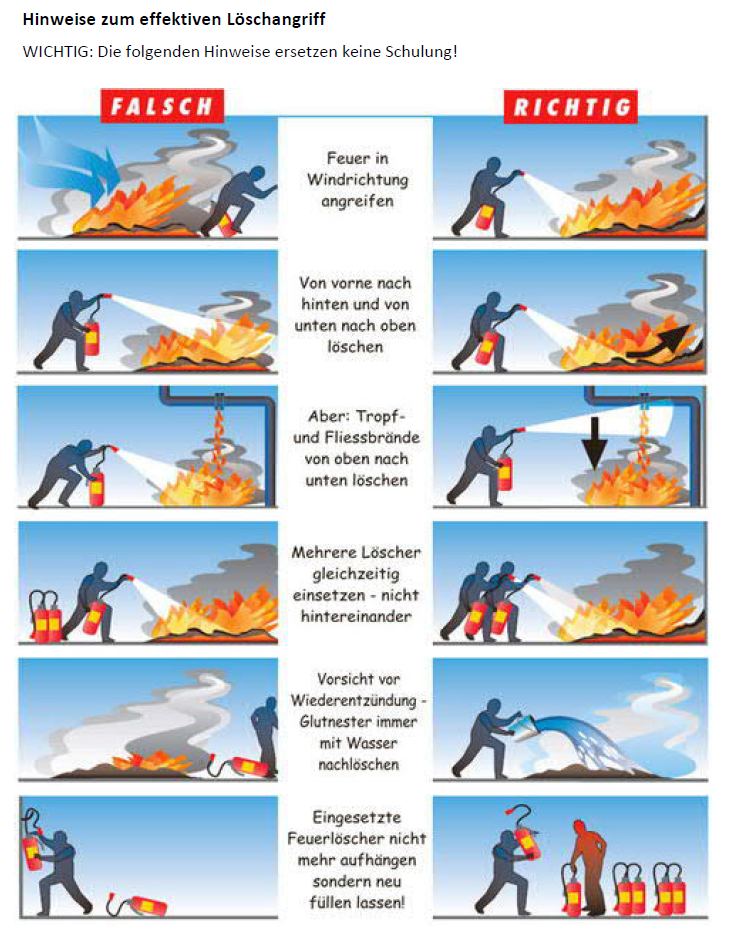 Hinweise zum effektiven Löschangriff
WICHTIG: Die folgenden Hinweise ersetzen keine Schulung!
FALSCH
RICHTIG
Feuer in
Windrichtung
angreifen
Von vorne nach
hinten und von
unten nach oben
löschen
Aber: Tropf-
und Fliessbrände
von oben nach
unten löschen
Mehrere Löscher
gleichzeitig
einsetzen - nicht
hintereinander
Vorsicht vor
Wiederentzündung -
Glutnester immer
mit Wasser
nachlöschen
Eingesetzte
Feuerlöscher nicht
mehr aufhängen
sondern neu
füllen lassen!